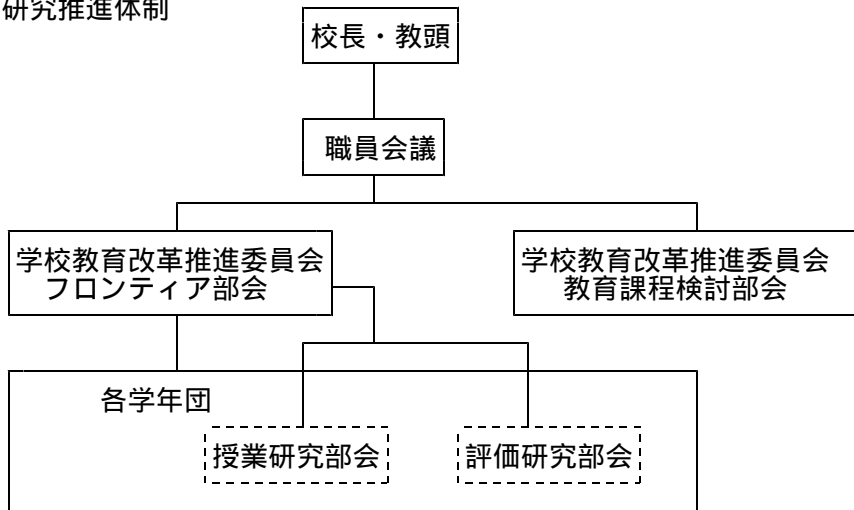 研究推進体制
校長・教頭
職員会議
学校教育改革推進委員会
フロンティア部会
学校教育改革推進委員会
教育課程検討部会
各学年団
授業研究部会
評価研究部会